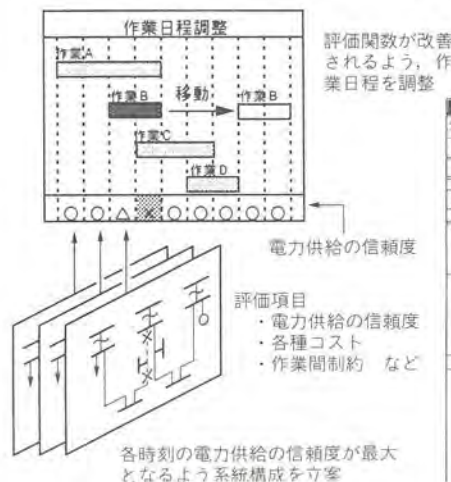 作業日程調整
作業A
作業B
移動
作業B
作業C
作業D
○○△×○○○○○
評価関数が改善
されるよう，作
業日程を調整
電力供給の信頼度
評価項目
・電力供給の信頼度
・各種コスト
・作業間制約　など
各時刻の電力供給の信頼度が最大
となるよう系統構成を立案